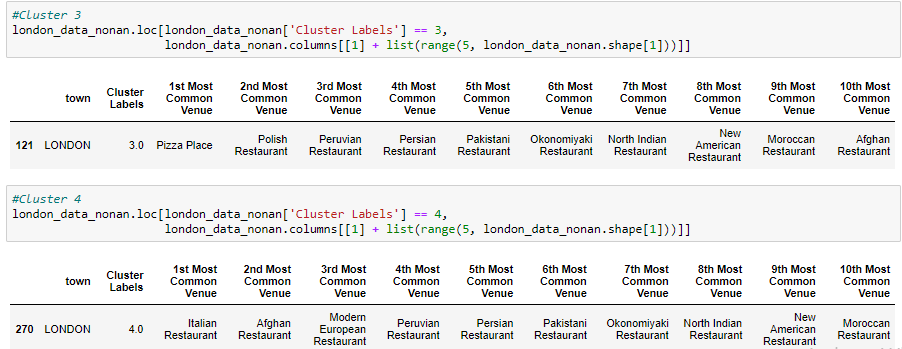 #Cluster 3
london_data_nonan.loc[london_data_nonan['Cluster Labels'] == 3,
london_data_nonan.columns[[1] + list(range(5, london_data_nonan.shape[1]))]]
town Cluster Labels 1st Most Common Venue 2nd Most Common Venue 3rd Most Common Venue 4th Most Common Venue 5th Most Common Venue 6th Most Common Venue 7th Most Common Venue 8th Most Common Venue 9th Most Common Venue 10th Most Common Venue
121 LONDON 3.0 Pizza Place Polish Restaurant Peruvian Restaurant Persian Restaurant Pakistani Restaurant Okonomiyaki Restaurant North Indian Restaurant New American Restaurant Moroccan Restaurant Afghan Restaurant
#Cluster 4
london_data_nonan.loc[london_data_nonan['Cluster Labels'] == 4,
london_data_nonan.columns[[1] + list(range(5, london_data_nonan.shape[1]))]]
town Cluster Labels 1st Most Common Venue 2nd Most Common Venue 3rd Most Common Venue 4th Most Common Venue 5th Most Common Venue 6th Most Common Venue 7th Most Common Venue 8th Most Common Venue 9th Most Common Venue 10th Most Common Venue
270 LONDON 4.0 Italian Restaurant Afghan Restaurant Modern European Restaurant Peruvian Restaurant Persian Restaurant Pakistani Restaurant Okonomiyaki Restaurant North Indian Restaurant New American Restaurant Moroccan Restaurant